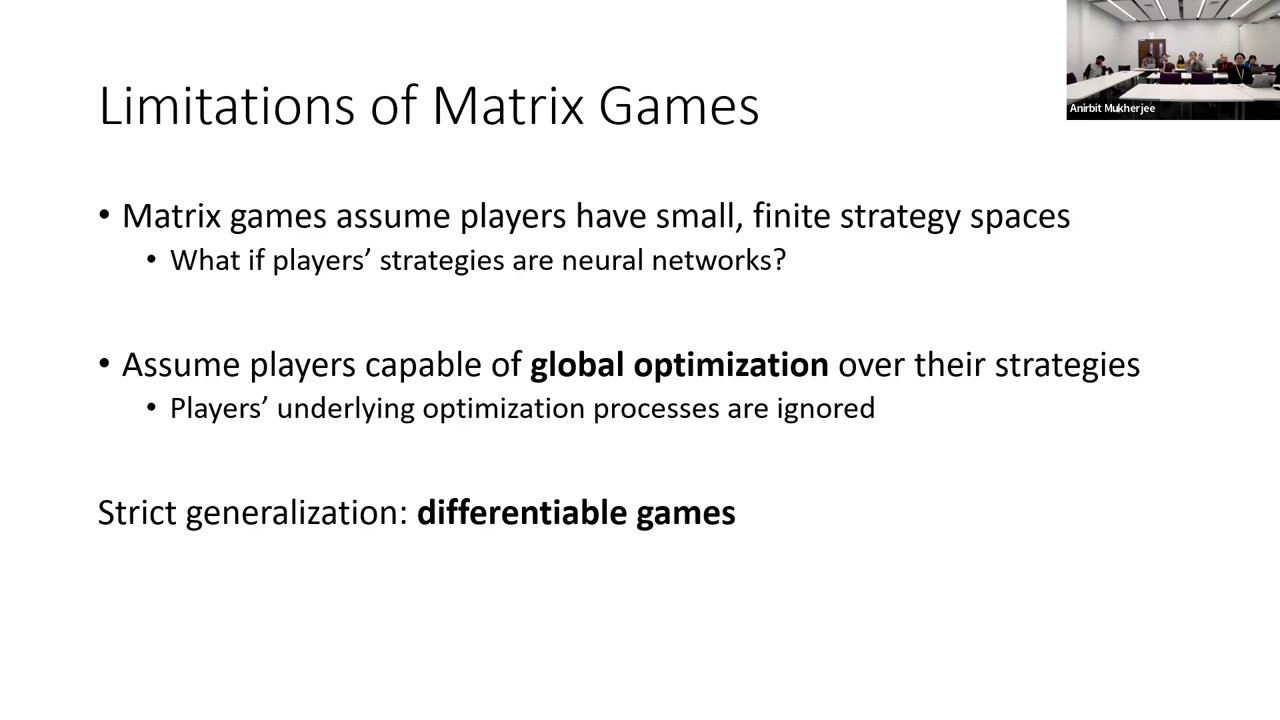 Limitations of Matrix Games
Anirbit Mukherjee
• Matrix games assume players have small, finite strategy spaces
• What if players’ strategies are neural networks?
• Assume players capable of global optimization over their strategies
• Players’ underlying optimization processes are ignored
Strict generalization: differentiable games